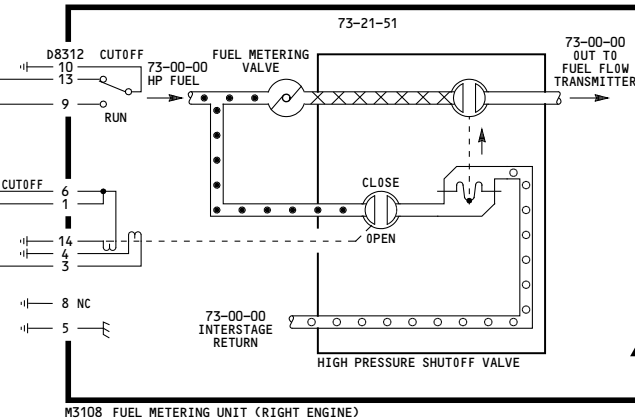 73-21-51
D8312 CUTOFF
10
13
9
RUN
73-00-00
HP FUEL
FUEL METERING
VALVE
73-00-00
OUT TO
FUEL FLOW
TRANSMITTER
CUTOFF
6
1
14
4
3
8 NC
5
CLOSE
OPEN
73-00-00
INTERSTAGE
RETURN
HIGH PRESSURE SHUTOFF VALVE
M3108 FUEL METERING UNIT (RIGHT ENGINE)